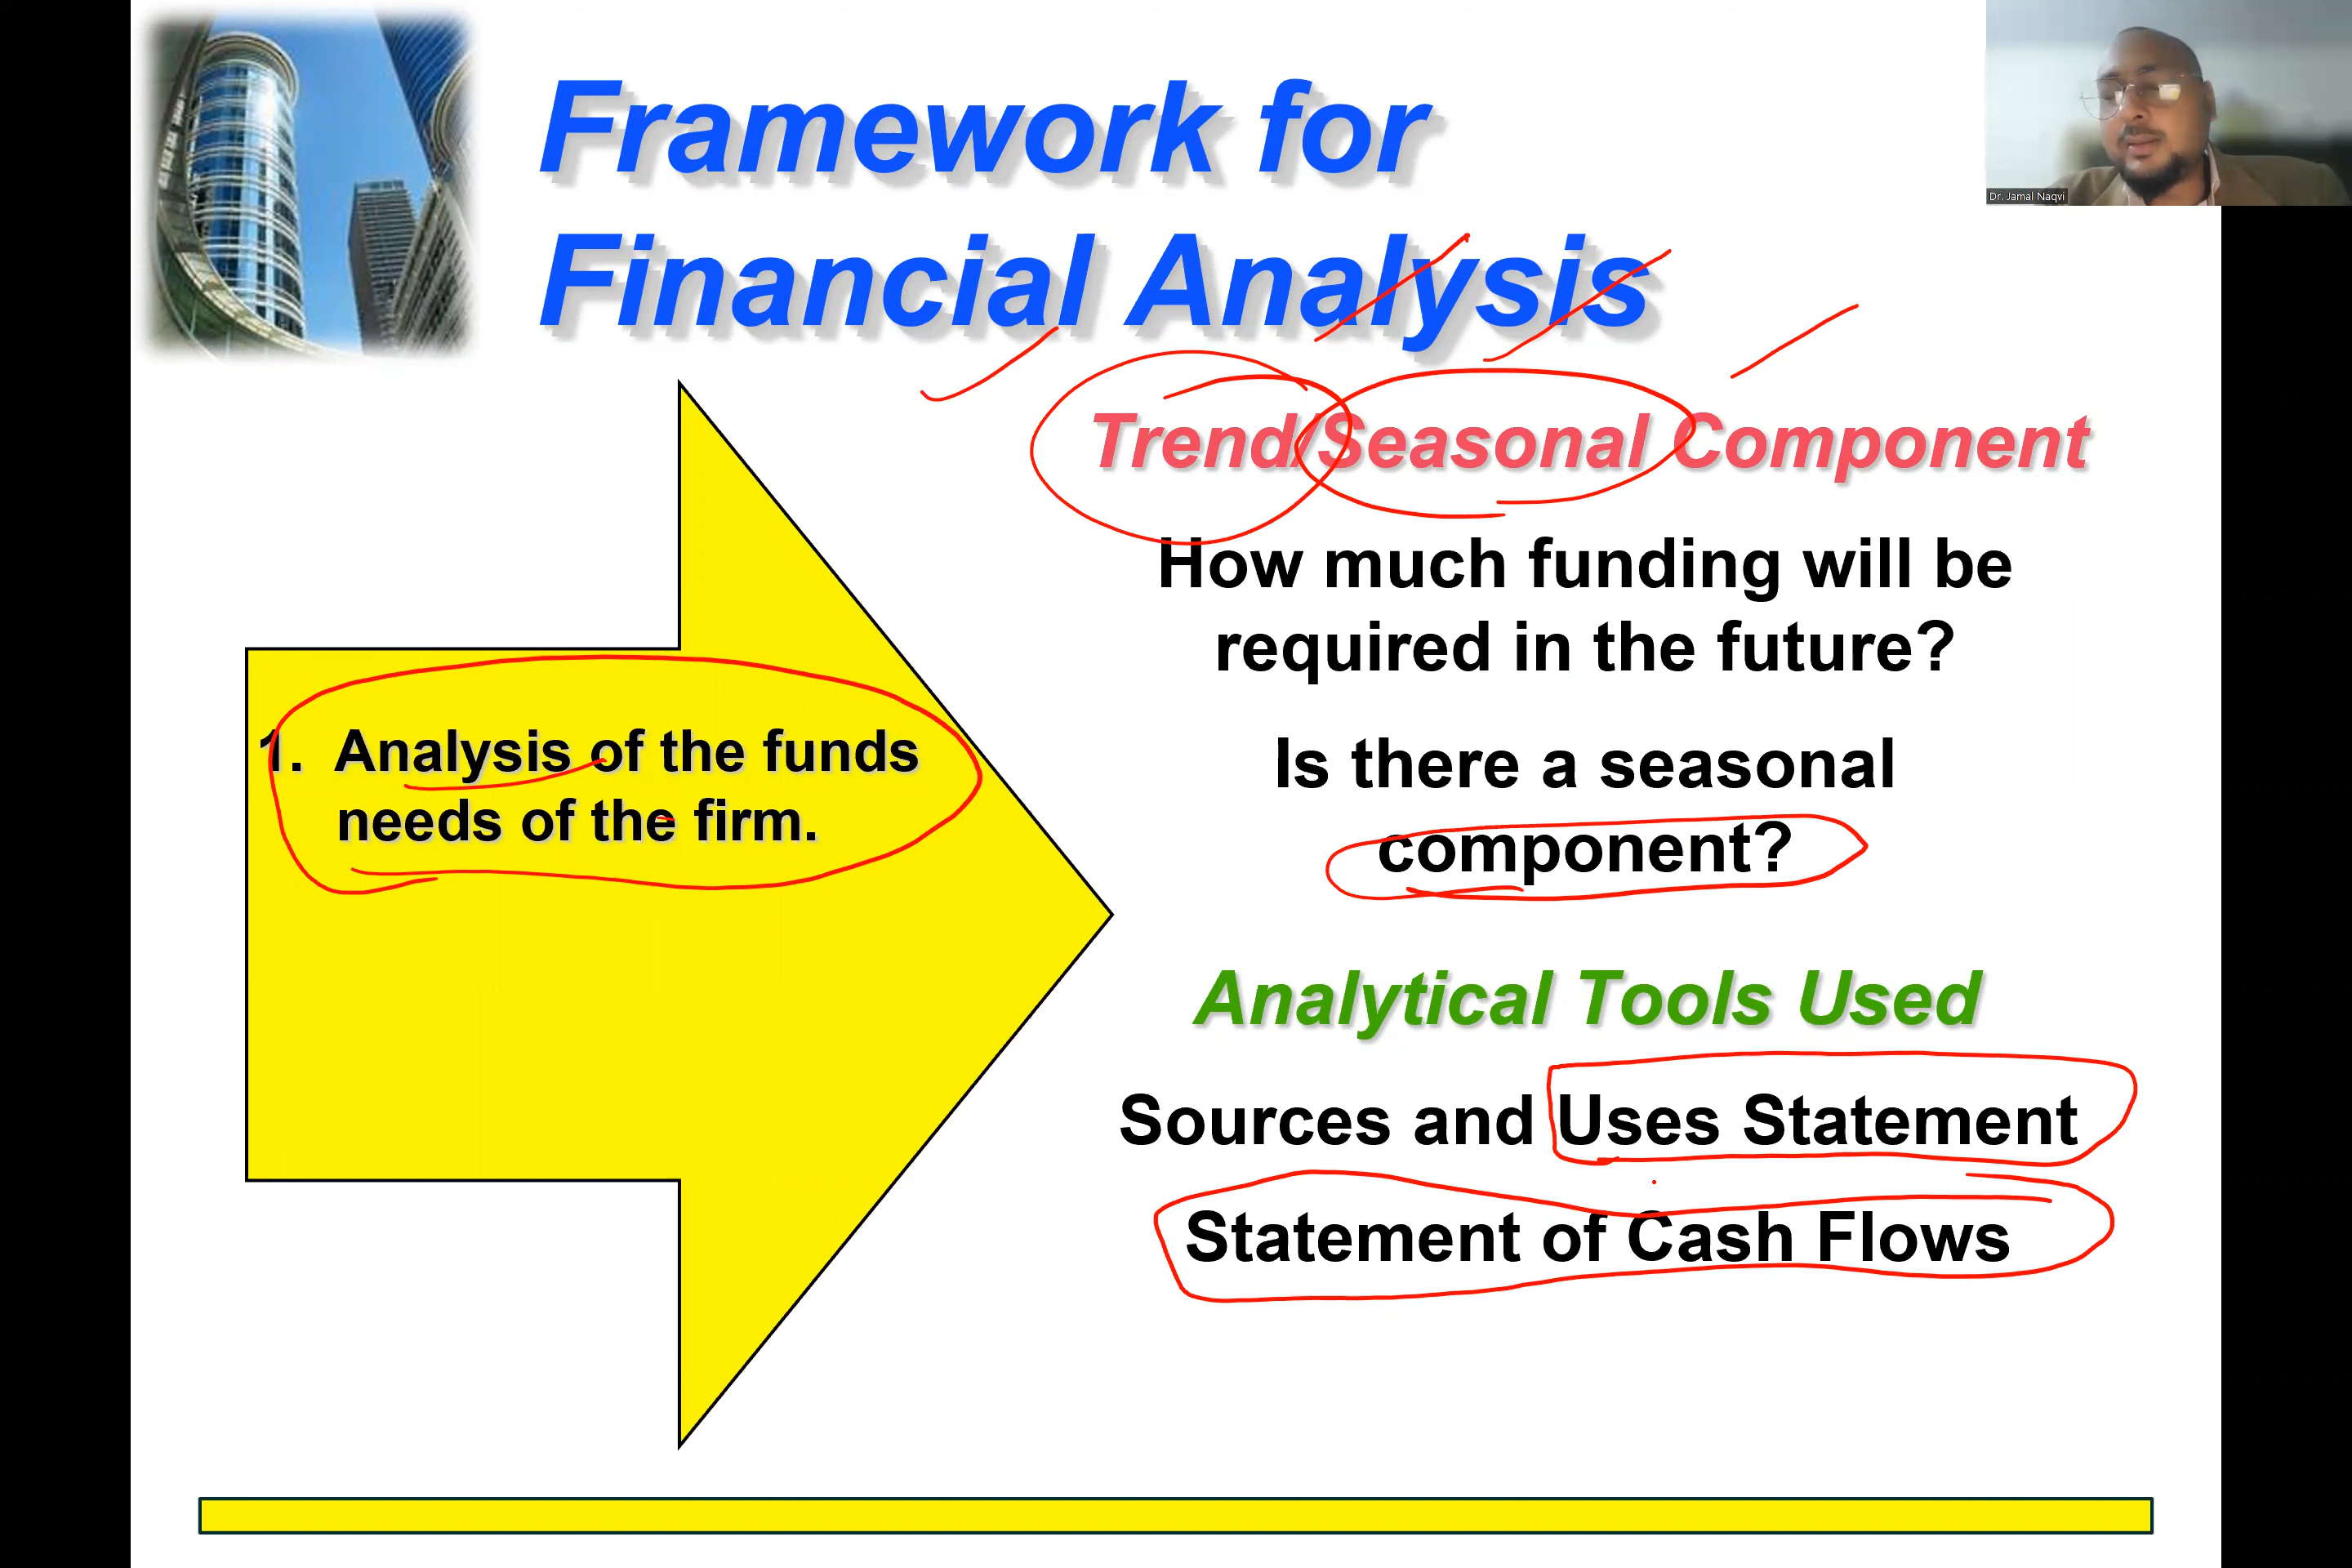 Framework for
Financial Analysis
Dr. Jamal Naqvi
Trend/Seasonal Component
How much funding will be
required in the future?
Is there a seasonal
component?
1. Analysis of the funds
needs of the firm.
Analytical Tools Used
Sources and Uses Statement
Statement of Cash Flows